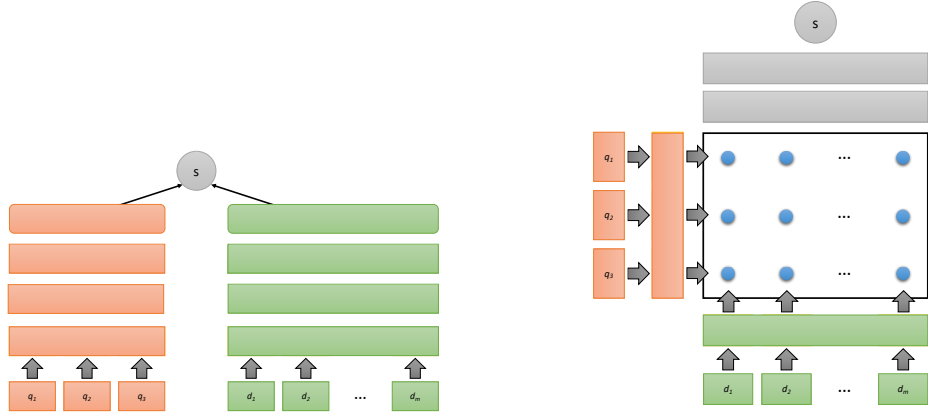 S
q1 q2 q3 d1 d2 ... dm
S
q1 ...
q2 ...
q3 ...
d1 d2 ... dm